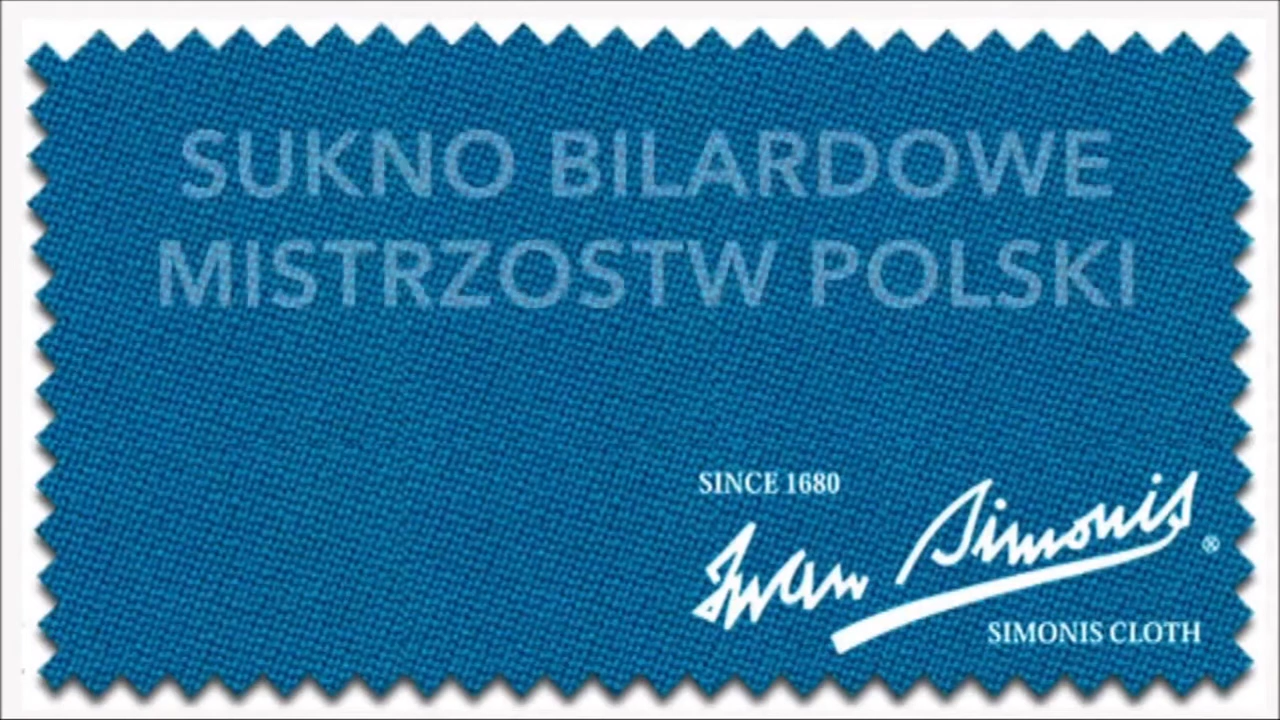 SUKNO BILARDOWE
MISTRZOSTW POLSKI
SINCE 1680
Iwan Simonis ®
SIMONIS CLOTH